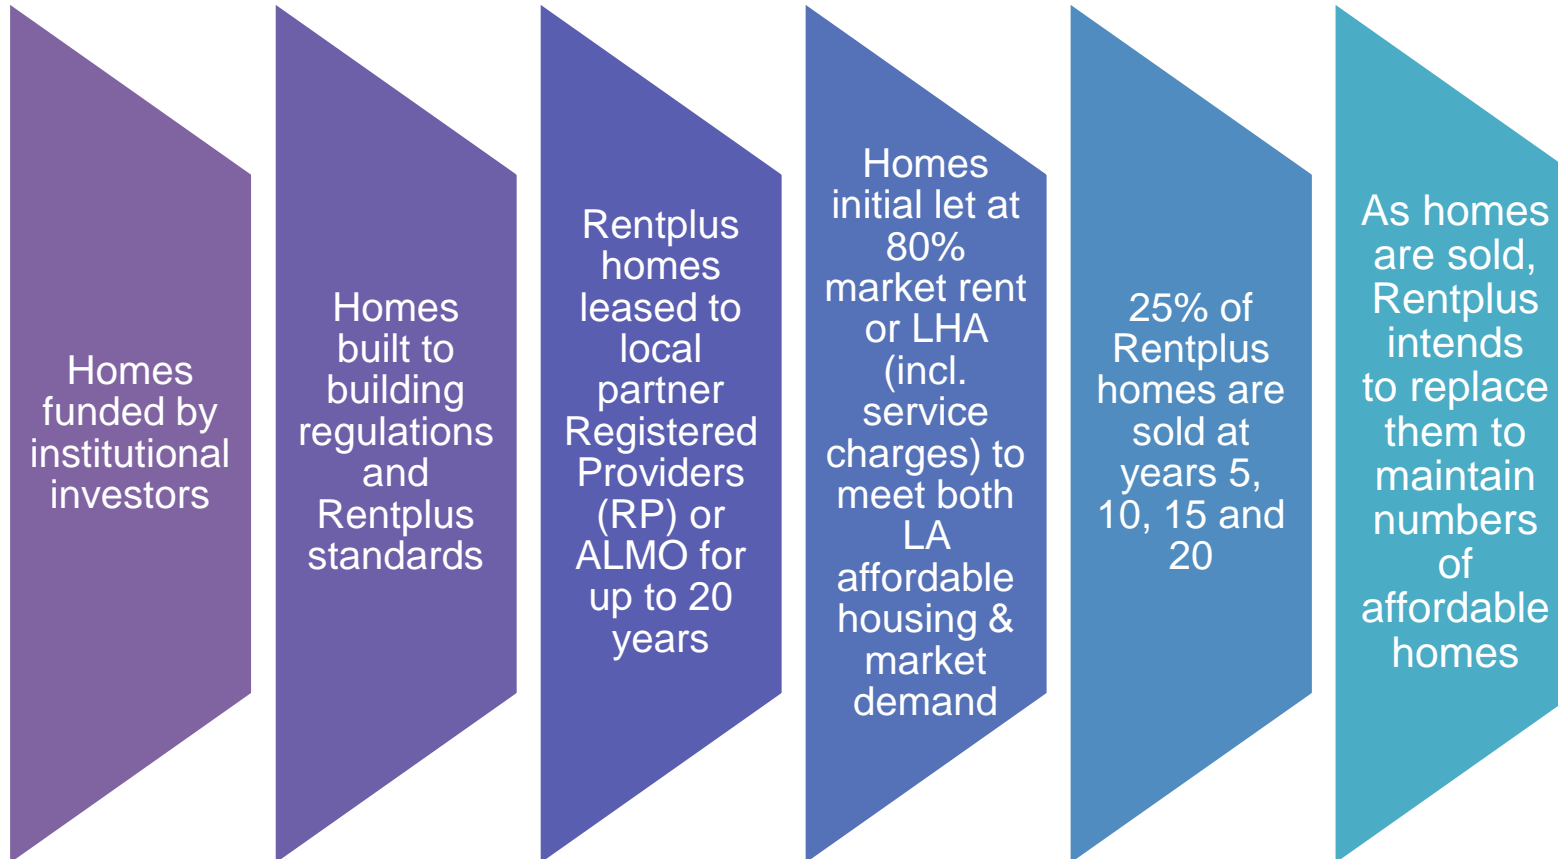 Homes
funded by
institutional
investors
Homes
built to
building
regulations
and
Rentplus
standards
Rentplus
homes
leased to
local
partner
Registered
Providers
(RP) or
ALMO for
up to 20
years
Homes
initial let at
80%
market rent
or LHA
(incl.
service
charges) to
meet both
LA
affordable
housing &
market
demand
25% of
Rentplus
homes are
sold at
years 5,
10, 15 and
20
As homes
are sold,
Rentplus
intends
to replace
them to
maintain
numbers
of
affordable
homes